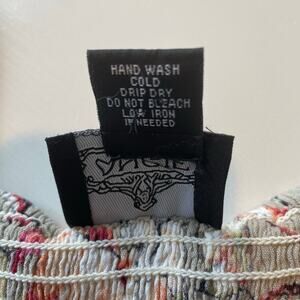 HAND WASH
COLD
DRIP DRY
DO NOT BLEACH
LOW IRON
IF NEEDED